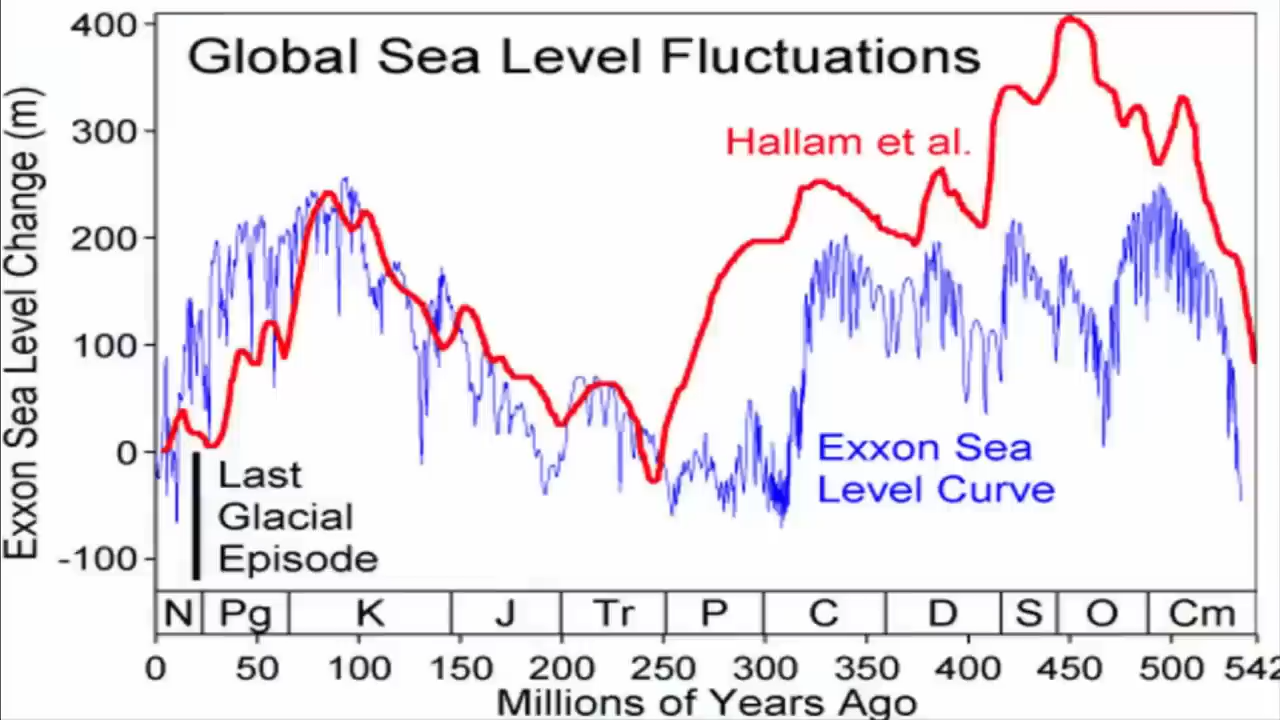 Global Sea Level Fluctuations
Exxon Sea Level Change (m)
400
300
200
100
0
-100
Hallam et al.
Exxon Sea
Level Curve
Last
Glacial
Episode
N Pg K J Tr P C D S O Cm
0 50 100 150 200 250 300 350 400 450 500 542
Millions of Years Ago